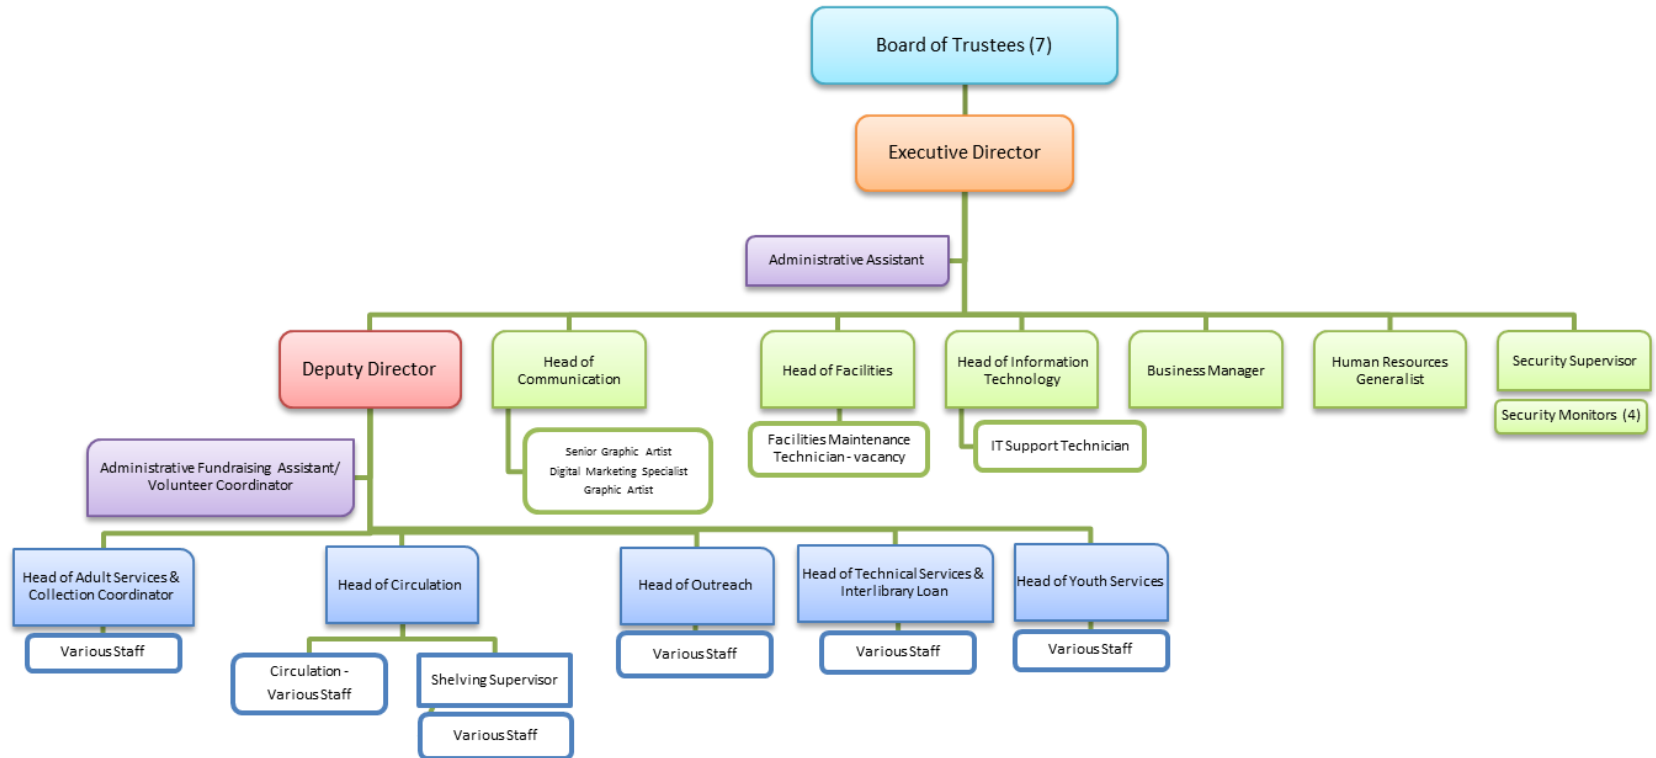 Board of Trustees (7)
Executive Director
Administrative Assistant
Deputy Director
Head of
Communication
Head of Facilities
Head of Information
Technology
Business Manager
Human Resources
Generalist
Security Supervisor
Security Monitors (4)
Senior Graphic Artist
Digital Marketing Specialist
Graphic Artist
Facilities Maintenance
Technician - vacancy
IT Support Technician
Administrative Fundraising Assistant/
Volunteer Coordinator
Head of Adult Services &
Collection Coordinator
Head of Circulation
Head of Outreach
Head of Technical Services &
Interlibrary Loan
Head of Youth Services
Various Staff
Circulation -
Various Staff
Shelving Supervisor
Various Staff
Various Staff
Various Staff
Various Staff